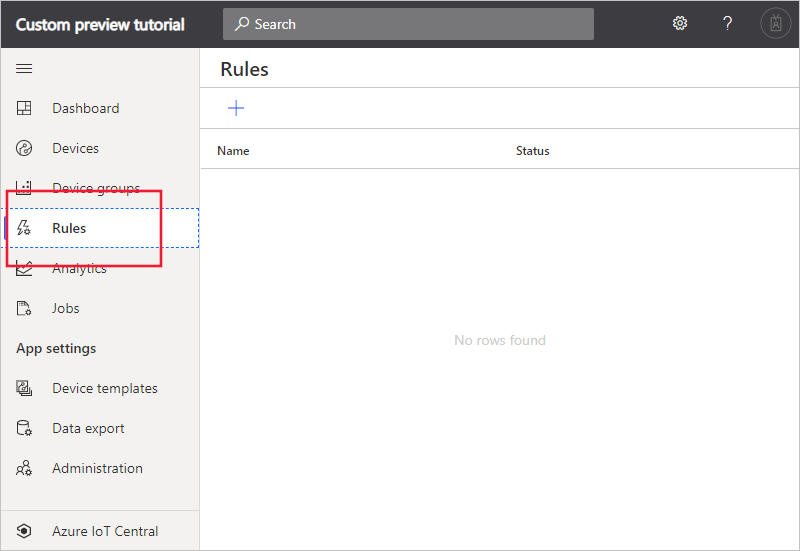 Custom preview tutorial
Search
?
Dashboard
Devices
Device groups
Rules
Analytics
Jobs
App settings
Device templates
Data export
Administration
Azure IoT Central
Rules
+
Name Status
No rows found